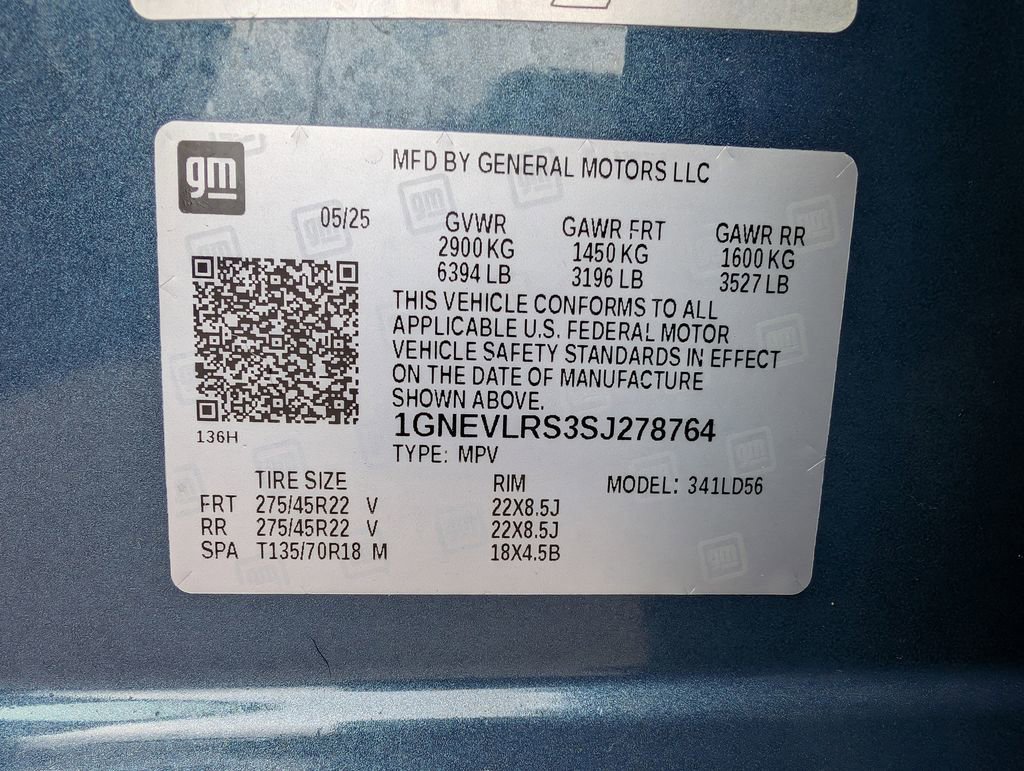 gm
MFD BY GENERAL MOTORS LLC
05/25
GVWR GAWR FRT GAWR RR
2900 KG 1450 KG 1600 KG
6394 LB 3196 LB 3527 LB
THIS VEHICLE CONFORMS TO ALL
APPLICABLE U.S. FEDERAL MOTOR
VEHICLE SAFETY STANDARDS IN EFFECT
ON THE DATE OF MANUFACTURE
SHOWN ABOVE.
136H
1GNEVLRS3SJ278764
TYPE: MPV
TIRE SIZE RIM MODEL: 341LD56
FRT 275/45R22 V 22X8.5J
RR 275/45R22 V 22X8.5J
SPA T135/70R18 M 18X4.5B